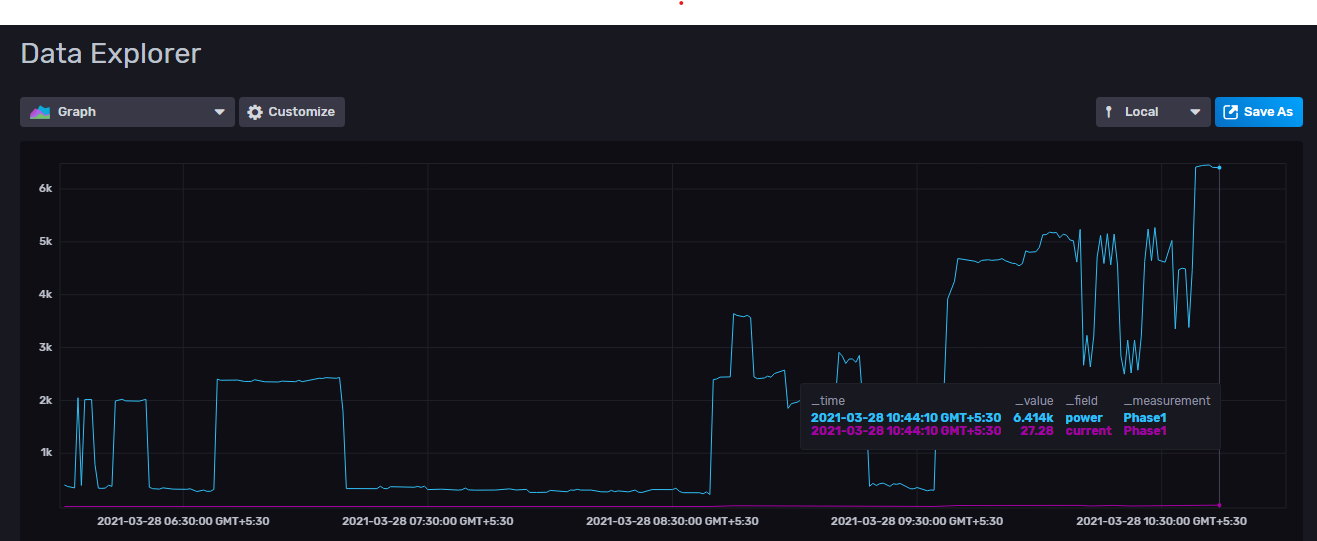 Data Explorer
Graph Customize Local Save As
6k
5k
4k
3k
2k
1k
_time _value _field _measurement
2021-03-28 10:44:10 GMT+5:30 6.414k power Phase1
2021-03-28 10:44:10 GMT+5:30 27.28 current Phase1
2021-03-28 06:30:00 GMT+5:30 2021-03-28 07:30:00 GMT+5:30 2021-03-28 08:30:00 GMT+5:30 2021-03-28 09:30:00 GMT+5:30 2021-03-28 10:30:00 GMT+5:30